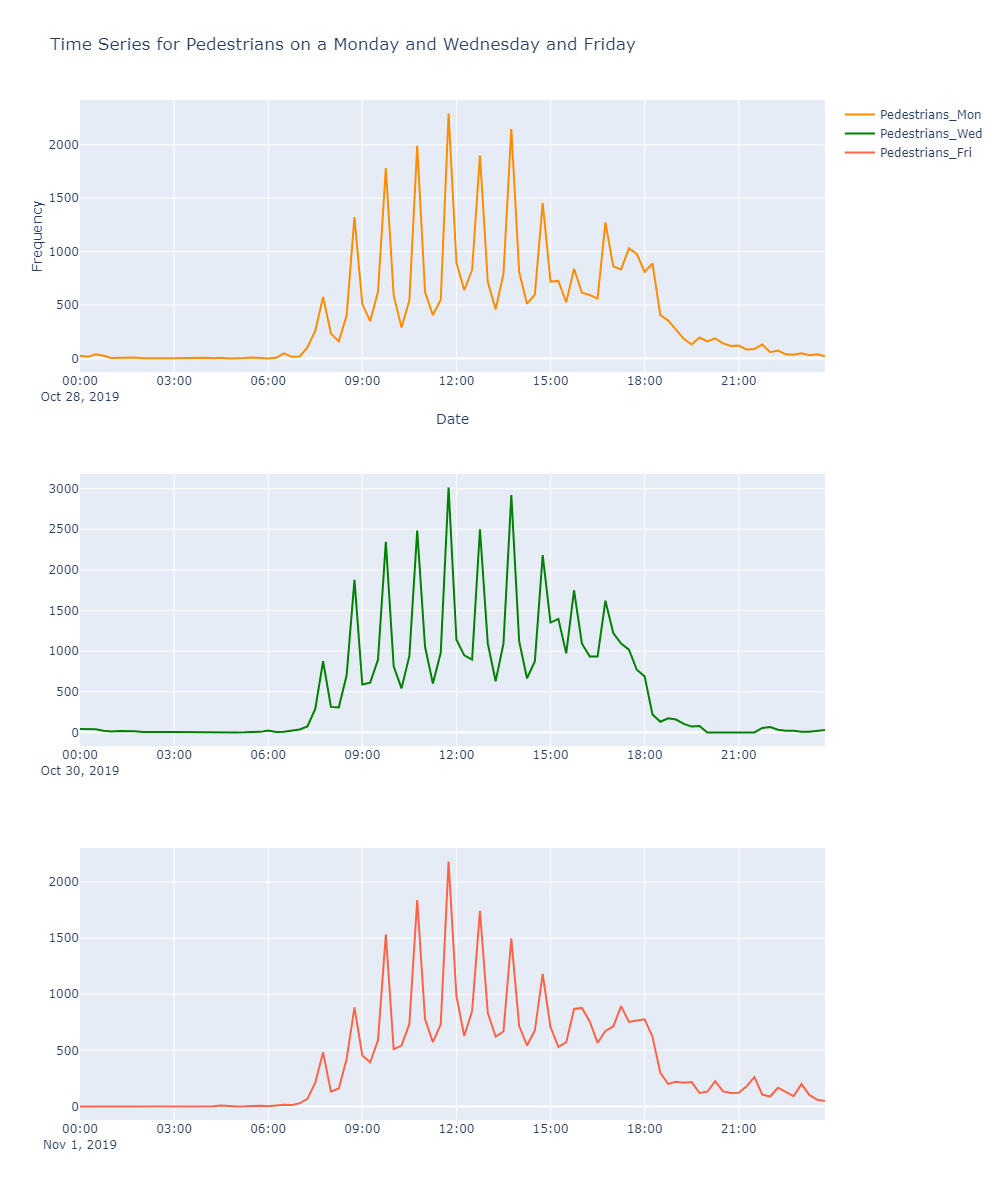 Time Series for Pedestrians on a Monday and Wednesday and Friday
Pedestrians_Mon
Pedestrians_Wed
Pedestrians_Fri
Frequency
2000
1500
1000
500
0
00:00 03:00 06:00 09:00 12:00 15:00 18:00 21:00
Oct 28, 2019
Date
3000
2500
2000
1500
1000
500
0
00:00 03:00 06:00 09:00 12:00 15:00 18:00 21:00
Oct 30, 2019
2000
1500
1000
500
0
00:00 03:00 06:00 09:00 12:00 15:00 18:00 21:00
Nov 1, 2019